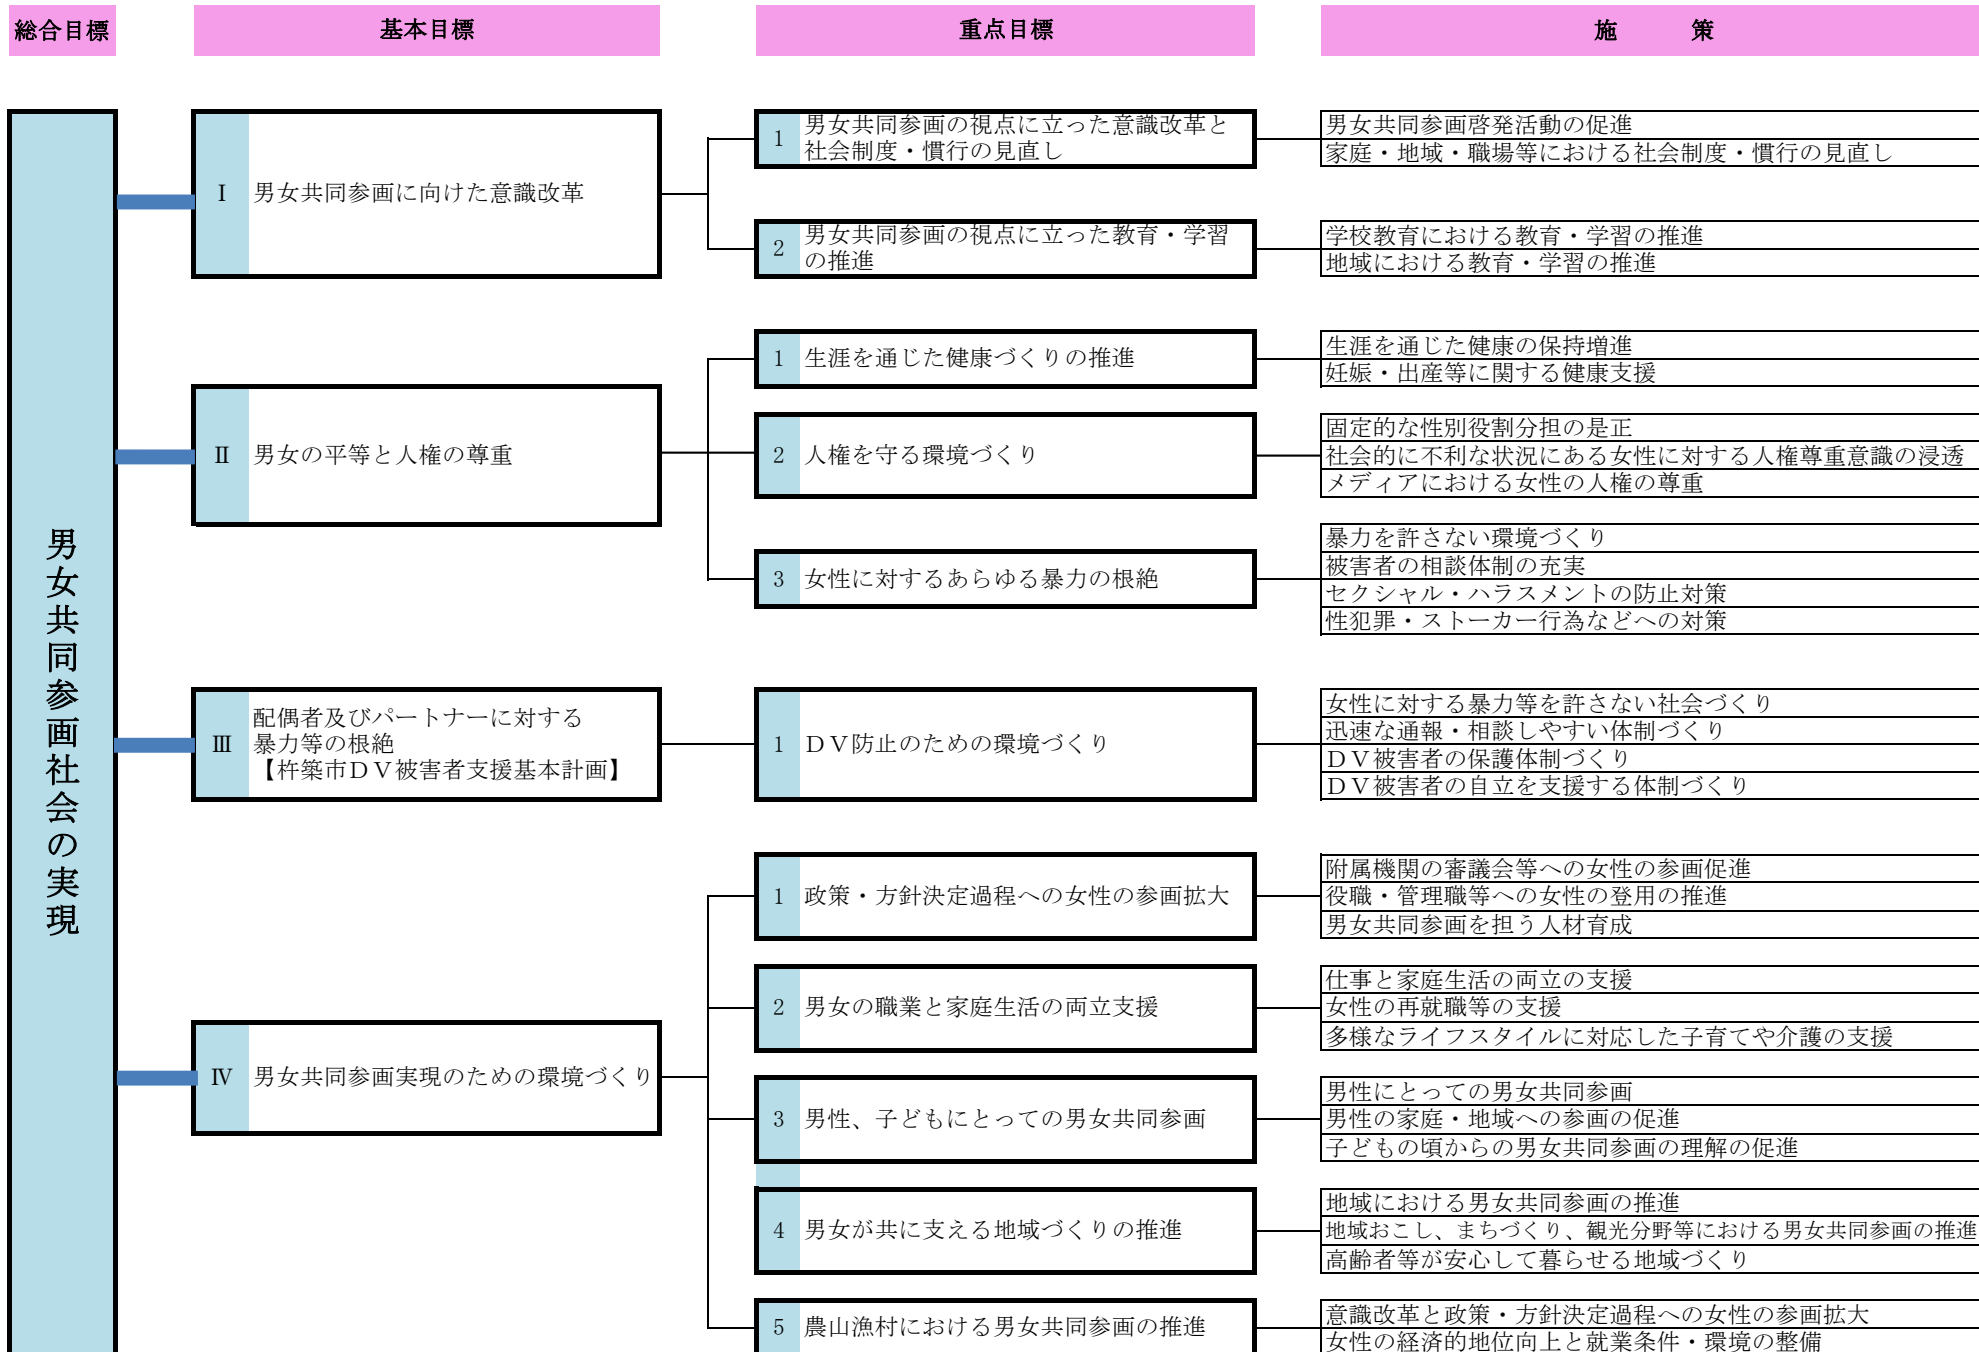 総合目標
基本目標
重点目標
施　　策
男女共同参画社会の実現
Ⅰ 男女共同参画に向けた意識改革
1 男女共同参画の視点に立った意識改革と
社会制度・慣行の見直し
男女共同参画啓発活動の促進
家庭・地域・職場等における社会制度・慣行の見直し
2 男女共同参画の視点に立った教育・学習
の推進
学校教育における教育・学習の推進
地域における教育・学習の推進
Ⅱ 男女の平等と人権の尊重
1 生涯を通じた健康づくりの推進
生涯を通じた健康の保持増進
妊娠・出産等に関する健康支援
2 人権を守る環境づくり
固定的な性別役割分担の是正
社会的に不利な状況にある女性に対する人権尊重意識の浸透
メディアにおける女性の人権の尊重
3 女性に対するあらゆる暴力の根絶
暴力を許さない環境づくり
被害者の相談体制の充実
セクシャル・ハラスメントの防止対策
性犯罪・ストーカー行為などへの対策
Ⅲ 配偶者及びパートナーに対する
暴力等の根絶
【杵築市ＤＶ被害者支援基本計画】
1 ＤＶ防止のための環境づくり
女性に対する暴力等を許さない社会づくり
迅速な通報・相談しやすい体制づくり
ＤＶ被害者の保護体制づくり
ＤＶ被害者の自立を支援する体制づくり
Ⅳ 男女共同参画実現のための環境づくり
1 政策・方針決定過程への女性の参画拡大
附属機関の審議会等への女性の参画促進
役職・管理職等への女性の登用の推進
男女共同参画を担う人材育成
2 男女の職業と家庭生活の両立支援
仕事と家庭生活の両立の支援
女性の再就職等の支援
多様なライフスタイルに対応した子育てや介護の支援
3 男性、子どもにとっての男女共同参画
男性にとっての男女共同参画
男性の家庭・地域への参画の促進
子どもの頃からの男女共同参画の理解の促進
4 男女が共に支える地域づくりの推進
地域における男女共同参画の推進
地域おこし、まちづくり、観光分野等における男女共同参画の推進
高齢者等が安心して暮らせる地域づくり
5 農山漁村における男女共同参画の推進
意識改革と政策・方針決定過程への女性の参画拡大
女性の経済的地位向上と就業条件・環境の整備